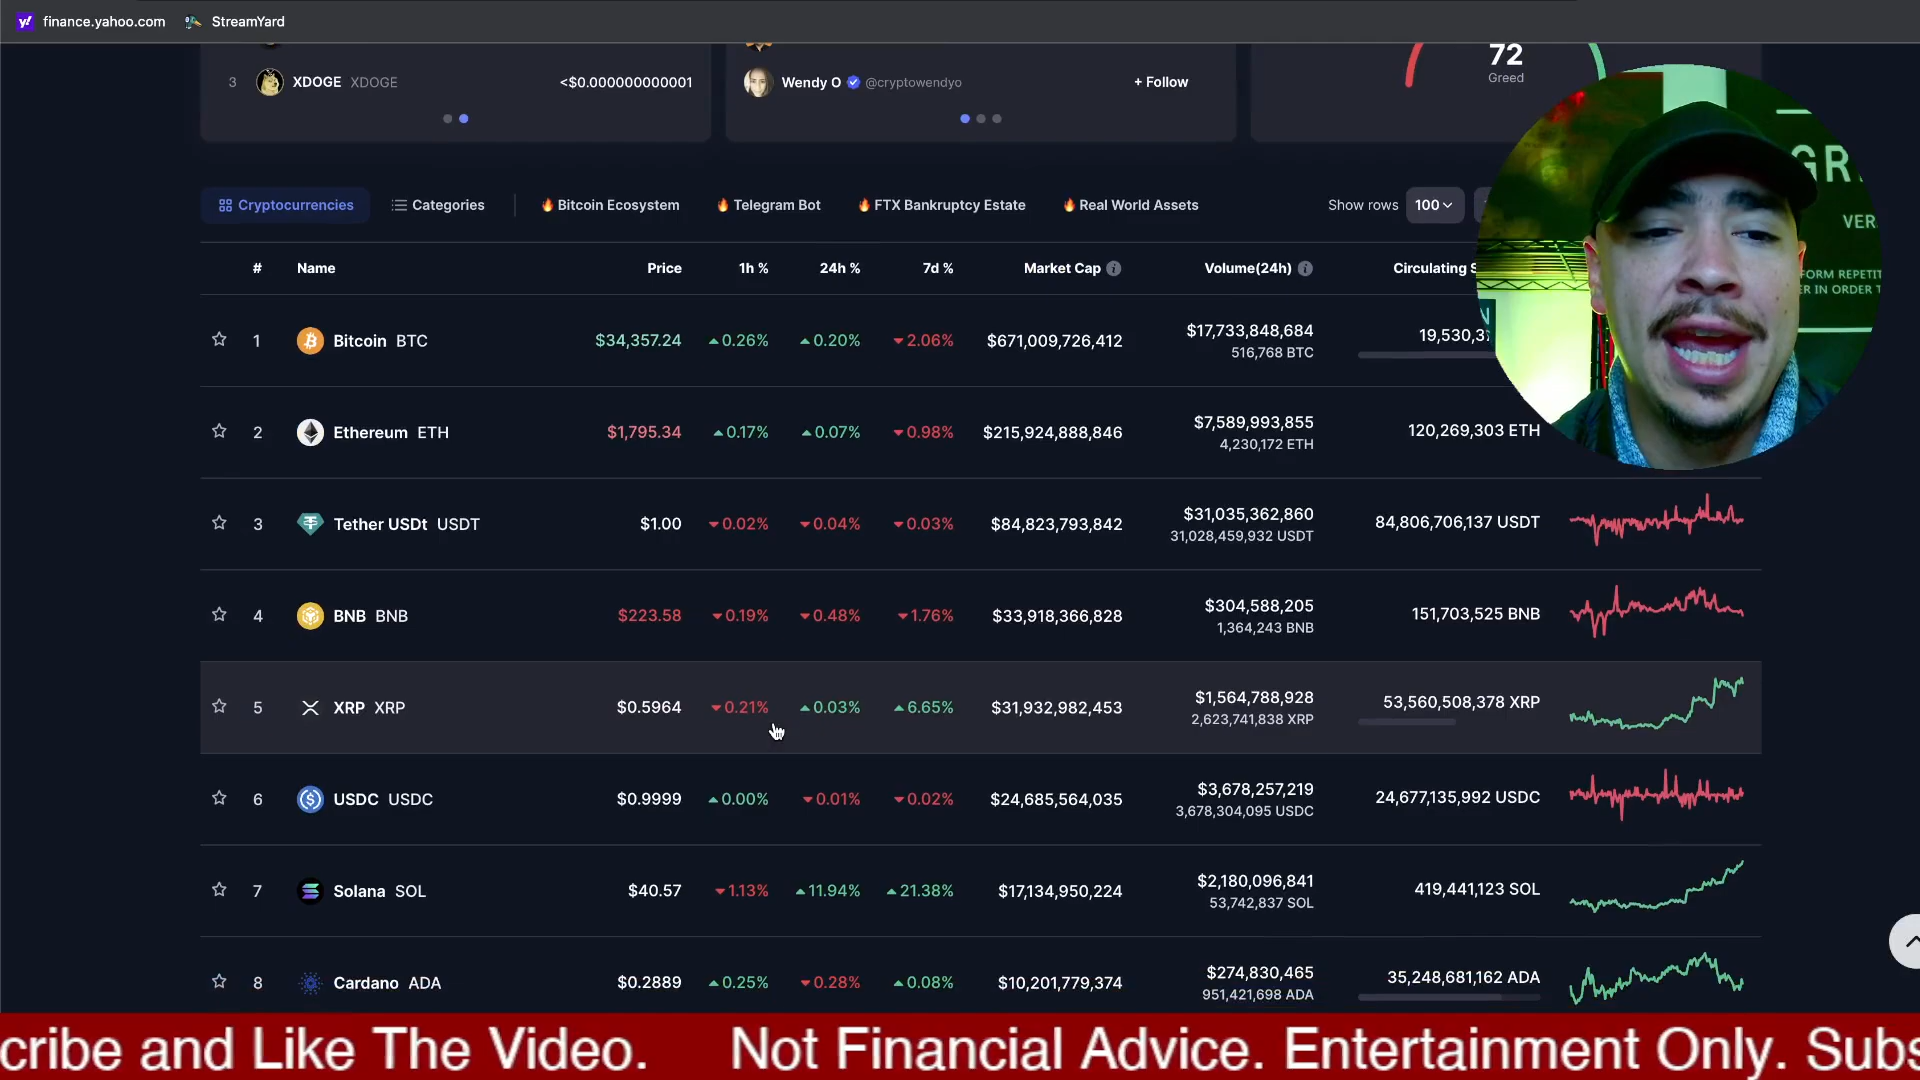 finance.yahoo.com StreamYard
72
Greed
3 XDOGE XDOGE <$0.000000000001
Wendy O @cryptowendyo + Follow
Cryptocurrencies Categories Bitcoin Ecosystem Telegram Bot FTX Bankruptcy Estate Real World Assets Show rows 100
# Name Price 1h % 24h % 7d % Market Cap Volume(24h) Circulating S
1 Bitcoin BTC $34,357.24 0.26% 0.20% 2.06% $671,009,726,412 $17,733,848,684 19,530,3
516,768 BTC
2 Ethereum ETH $1,795.34 0.17% 0.07% 0.98% $215,924,888,846 $7,589,993,855 120,269,303 ETH
4,230,172 ETH
3 Tether USDt USDT $1.00 0.02% 0.04% 0.03% $84,823,793,842 $31,035,362,860 84,806,706,137 USDT
31,028,459,932 USDT
4 BNB BNB $223.58 0.19% 0.48% 1.76% $33,918,366,828 $304,588,205 151,703,525 BNB
1,364,243 BNB
5 XRP XRP $0.5964 0.21% 0.03% 6.65% $31,932,982,453 $1,564,788,928 53,560,508,378 XRP
2,623,741,838 XRP
6 USDC USDC $0.9999 0.00% 0.01% 0.02% $24,685,564,035 $3,678,257,219 24,677,135,992 USDC
3,678,304,095 USDC
7 Solana SOL $40.57 1.13% 11.94% 21.38% $17,134,950,224 $2,180,096,841 419,441,123 SOL
53,742,837 SOL
8 Cardano ADA $0.2889 0.25% 0.28% 0.08% $10,201,779,374 $274,830,465 35,248,681,162 ADA
951,421,698 ADA
GR
VER
FORM REPETIT
ER IN ORDER T
cribe and Like The Video. Not Financial Advice. Entertainment Only. Subs